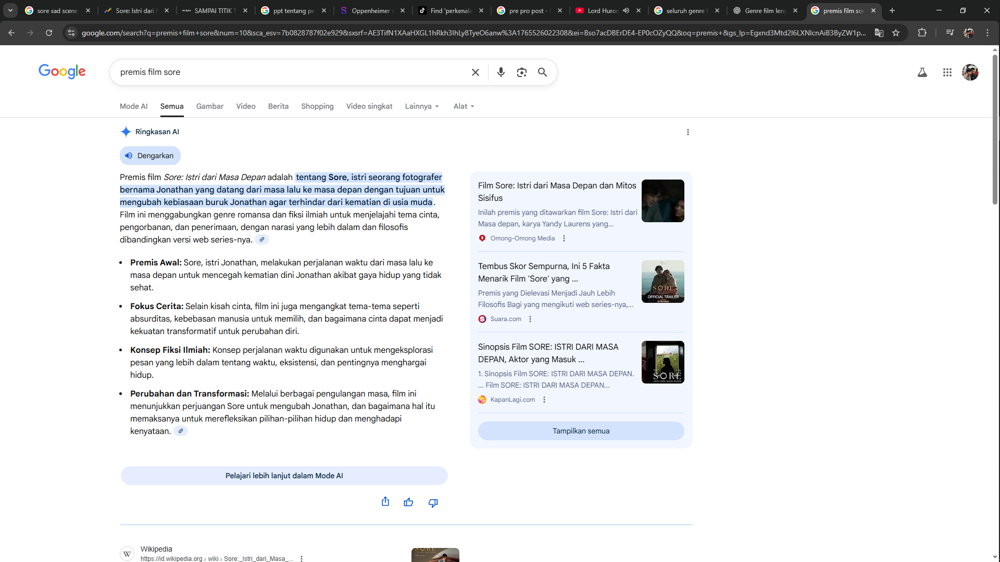 sore sad scene
Sore: Istri dari
SAMPAI TITIK T
ppt tentang pe
Oppenheimer
Find 'perkenala
pre pro post -
Lord Huron
seluruh genre f
Genre film leng
premis film sor
google.com/search?q=premis+film+sore&num=10&sca_esv=7b0828787f02e929&sxsrf=AE3TifN1XAaHXGL1hRkh3IhLy8TyeO6anw%3A1765526022308&ei=Bso7acDBErDE4-EP0cOZyQQ&oq=premis+&gs_lp=Egxnd3Mtd2l6LXNlcnAiB3ByZW1p...
Google
premis film sore
Mode AI Semua Gambar Video Berita Shopping Video singkat Lainnya Alat
Ringkasan AI
Dengarkan
Premis film Sore: Istri dari Masa Depan adalah tentang Sore, istri seorang fotografer
bernama Jonathan yang datang dari masa lalu ke masa depan dengan tujuan untuk
mengubah kebiasaan buruk Jonathan agar terhindar dari kematian di usia muda.
Film ini menggabungkan genre romansa dan fiksi ilmiah untuk menjelajahi tema cinta,
pengorbanan, dan penerimaan, dengan narasi yang lebih dalam dan filosofis
dibandingkan versi web series-nya.
• Premis Awal: Sore, istri Jonathan, melakukan perjalanan waktu dari masa lalu ke
masa depan untuk mencegah kematian dini Jonathan akibat gaya hidup yang tidak
sehat.
• Fokus Cerita: Selain kisah cinta, film ini juga mengangkat tema-tema seperti
absurditas, kebebasan manusia untuk memilih, dan bagaimana cinta dapat menjadi
kekuatan transformatif untuk perubahan diri.
• Konsep Fiksi Ilmiah: Konsep perjalanan waktu digunakan untuk mengeksplorasi
pesan yang lebih dalam tentang waktu, eksistensi, dan pentingnya menghargai
hidup.
• Perubahan dan Transformasi: Melalui berbagai pengulangan masa, film ini
menunjukkan perjuangan Sore untuk mengubah Jonathan, dan bagaimana hal itu
memaksanya untuk merefleksikan pilihan-pilihan hidup dan menghadapi
kenyataan.
Film Sore: Istri dari Masa Depan dan Mitos
Sisifus
Inilah premis yang ditawarkan film Sore: Istri dari
Masa depan, karya Yandy Laurens yang...
Omong-Omong Media
Tembus Skor Sempurna, Ini 5 Fakta
Menarik Film 'Sore' yang ...
Premis yang Dielevasi Menjadi Jauh Lebih
Filosofis Bagi yang mengikuti web series-nya,...
Suara.com
SORE
OFFICIAL TRAILER
Sinopsis Film SORE: ISTRI DARI MASA
DEPAN, Aktor yang Masuk ...
1. Sinopsis Film SORE: ISTRI DARI MASA DEPAN.
... Film SORE: ISTRI DARI MASA DEPAN...
KapanLagi.com
SORE
ISTRI DARI MASA DEPAN
Tampilkan semua
Pelajari lebih lanjut dalam Mode AI
W
Wikipedia
https://id.wikipedia.org › wiki › Sore:_Istri_dari_Masa_...
SORE